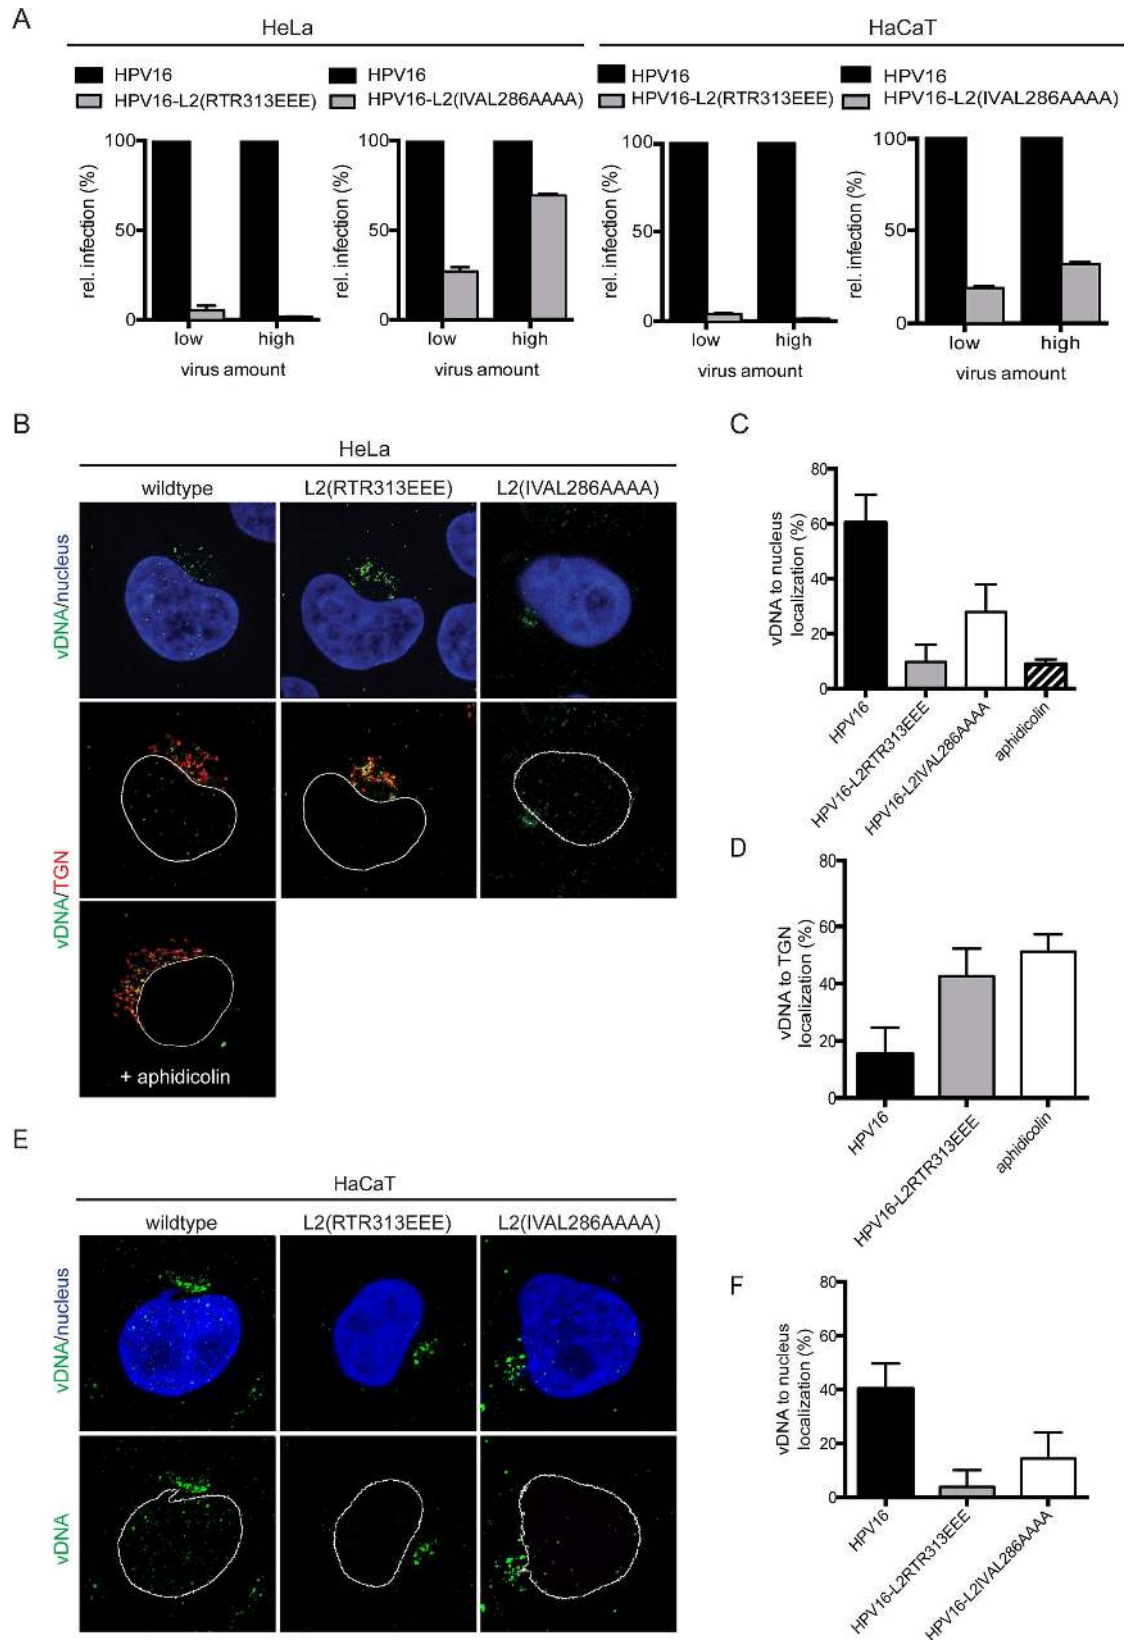 A
HeLa
HaCaT
HPV16
HPV16-L2(RTR313EEE)
HPV16
HPV16-L2(IVAL286AAAA)
HPV16
HPV16-L2(RTR313EEE)
HPV16
HPV16-L2(IVAL286AAAA)
rel. infection (%)
100
50
0
low
high
virus amount
rel. infection (%)
100
50
0
low
high
virus amount
rel. infection (%)
100
50
0
low
high
virus amount
rel. infection (%)
100
50
0
low
high
virus amount
B
HeLa
wildtype
L2(RTR313EEE)
L2(IVAL286AAAA)
vDNA/nucleus
vDNA/TGN
+ aphidicolin
C
vDNA to nucleus
localization (%)
80
60
40
20
0
HPV16
HPV16-L2RTR313EEE
HPV16-L2IVAL286AAAA
aphidicolin
D
vDNA to TGN
localization (%)
80
60
40
20
0
HPV16
HPV16-L2RTR313EEE
aphidicolin
E
HaCaT
wildtype
L2(RTR313EEE)
L2(IVAL286AAAA)
vDNA/nucleus
vDNA
F
vDNA to nucleus
localization (%)
80
60
40
20
0
HPV16
HPV16-L2RTR313EEE
HPV16-L2IVAL286AAAA